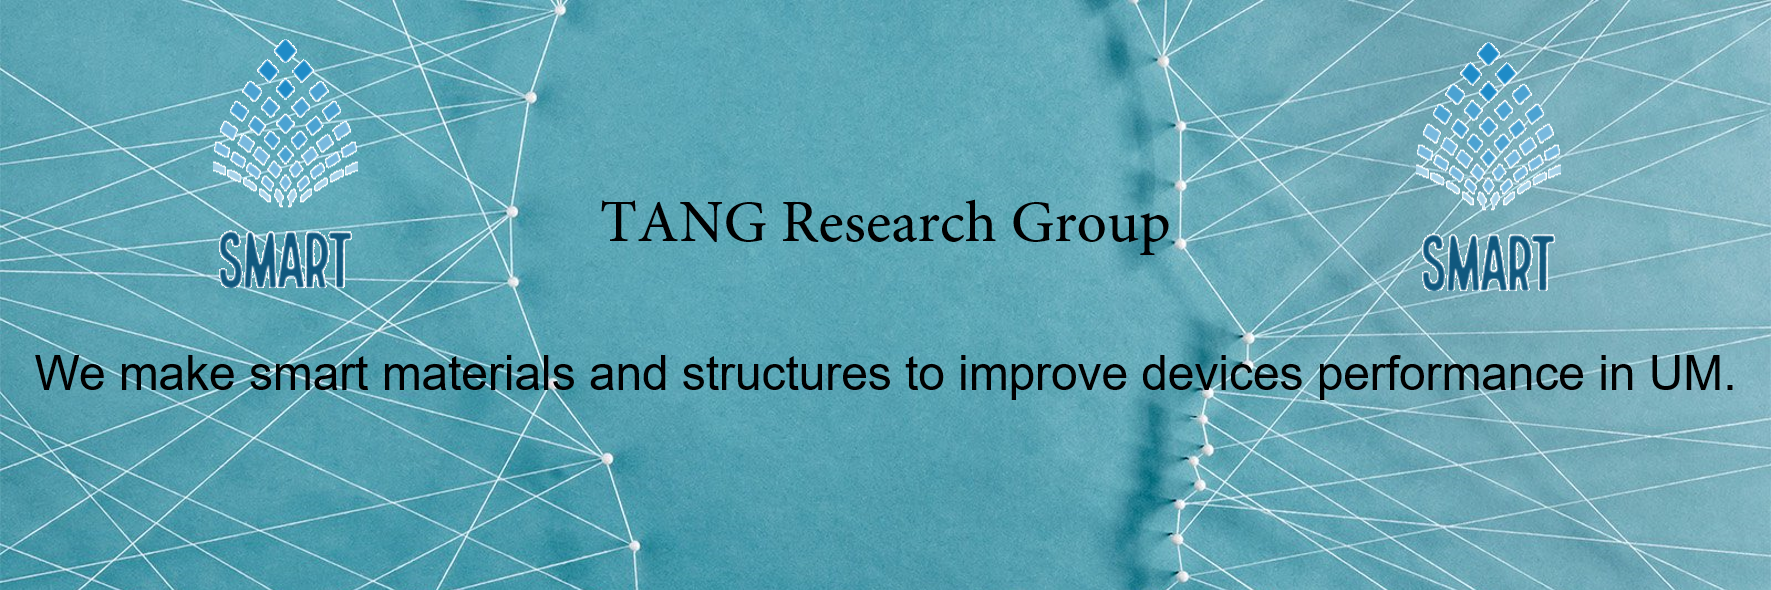 SMART
SMART
TANG Research Group
We make smart materials and structures to improve devices performance in UM.